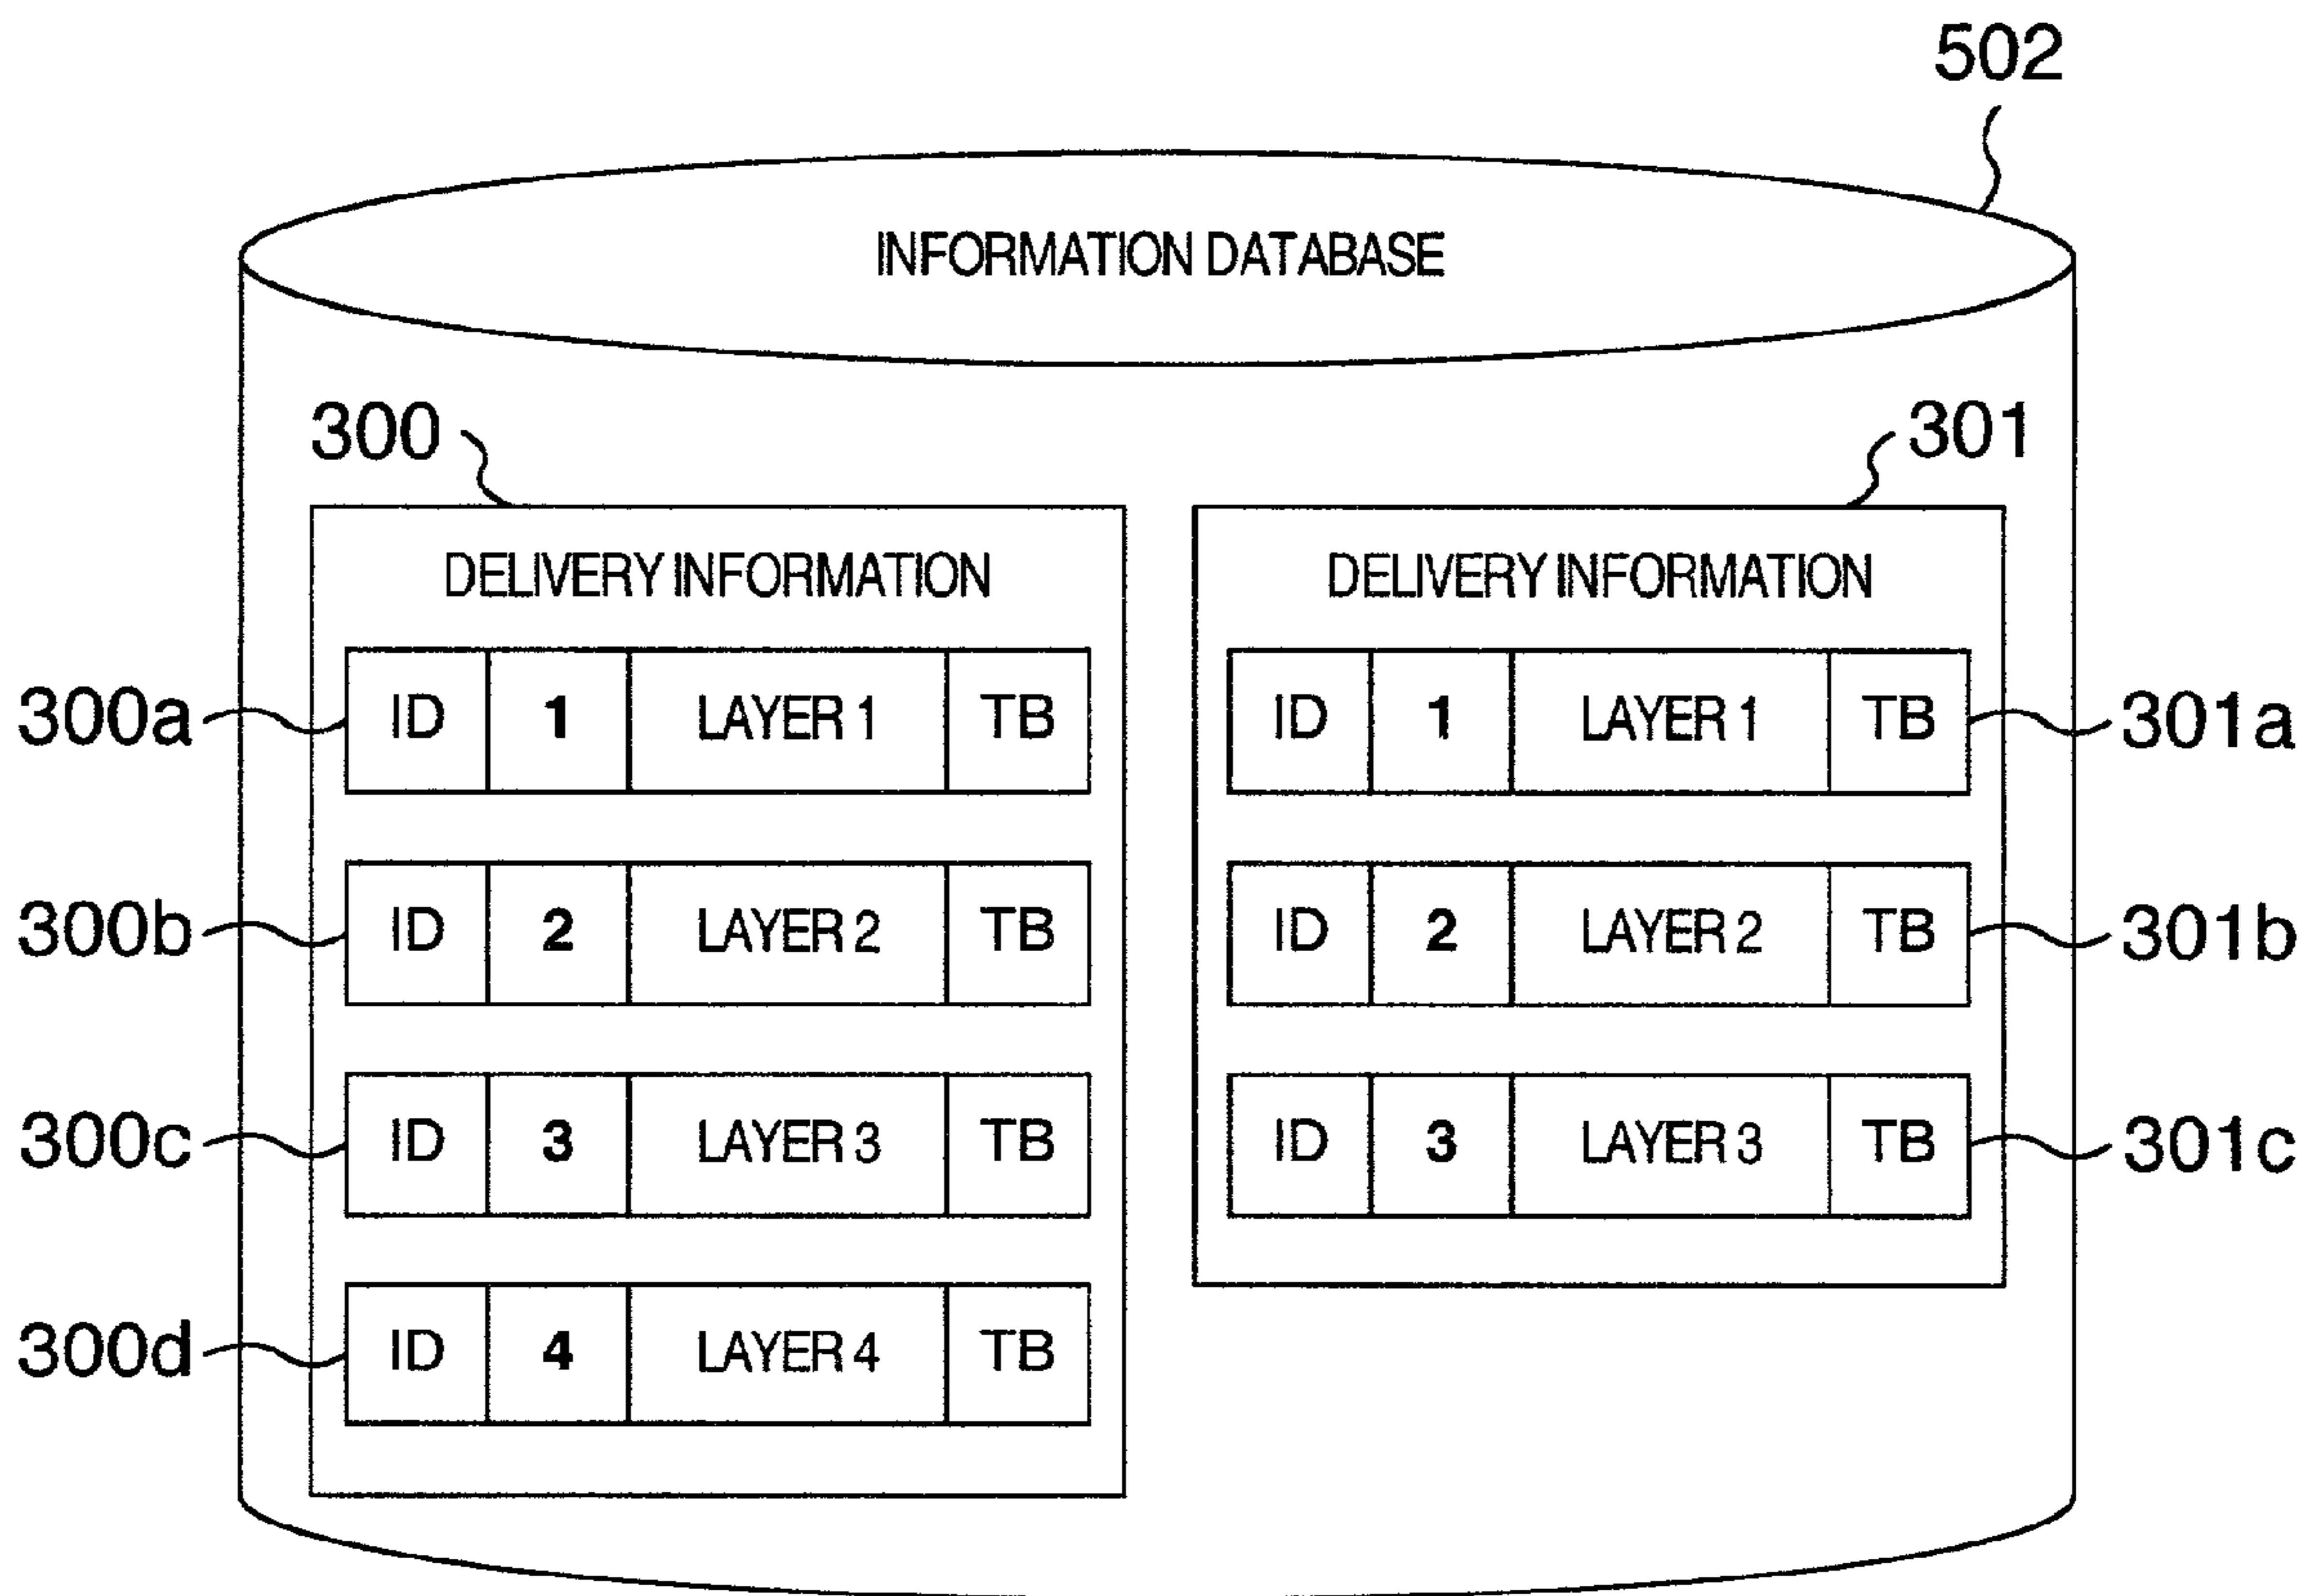 502
INFORMATION DATABASE
300
301
DELIVERY INFORMATION
DELIVERY INFORMATION
300a ID 1 LAYER 1 TB
ID 1 LAYER 1 TB 301a
300b ID 2 LAYER 2 TB
ID 2 LAYER 2 TB 301b
300c ID 3 LAYER 3 TB
ID 3 LAYER 3 TB 301c
300d ID 4 LAYER 4 TB